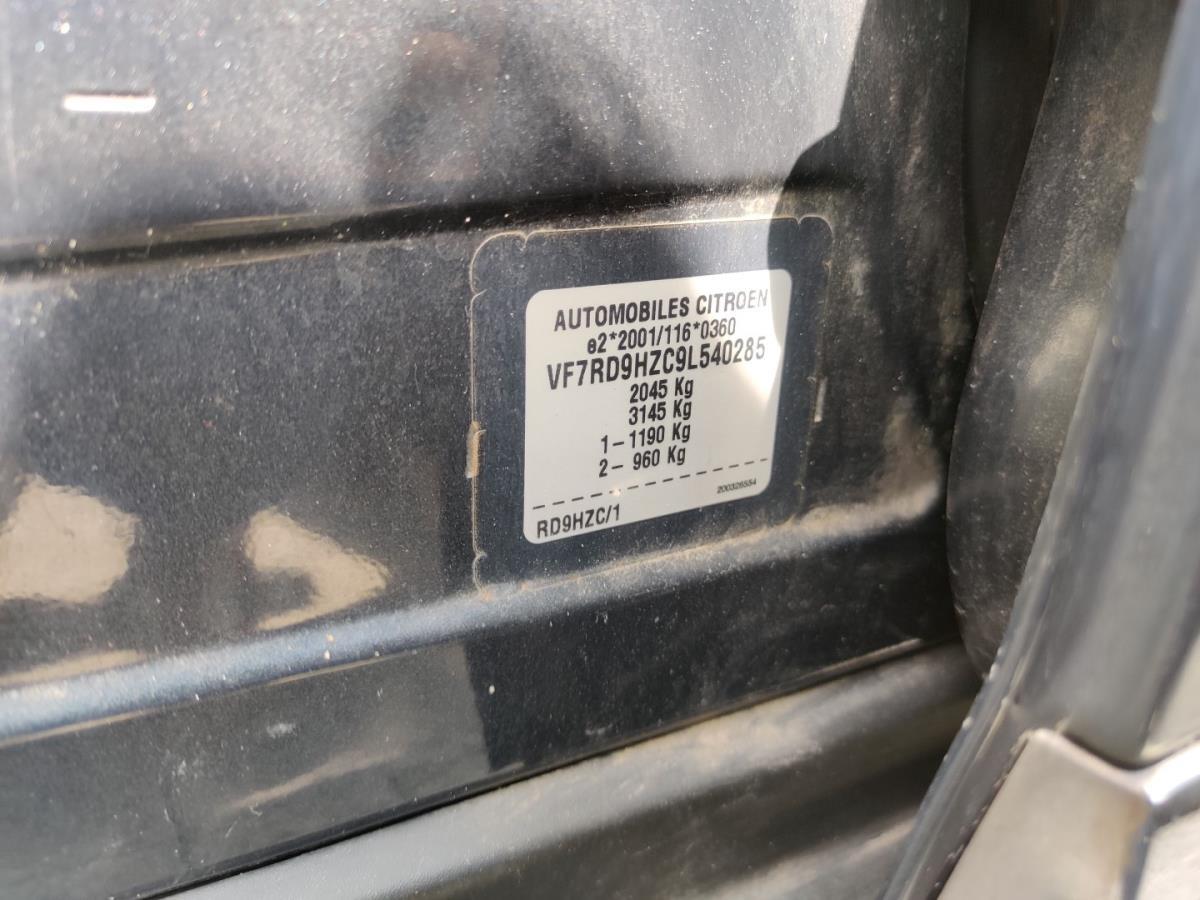 AUTOMOBILES CITROEN
e2*2001/116*0360
VF7RD9HZC9L540285
2045 Kg
3145 Kg
1-1190 Kg
2- 960 Kg
200326554
RD9HZC/1